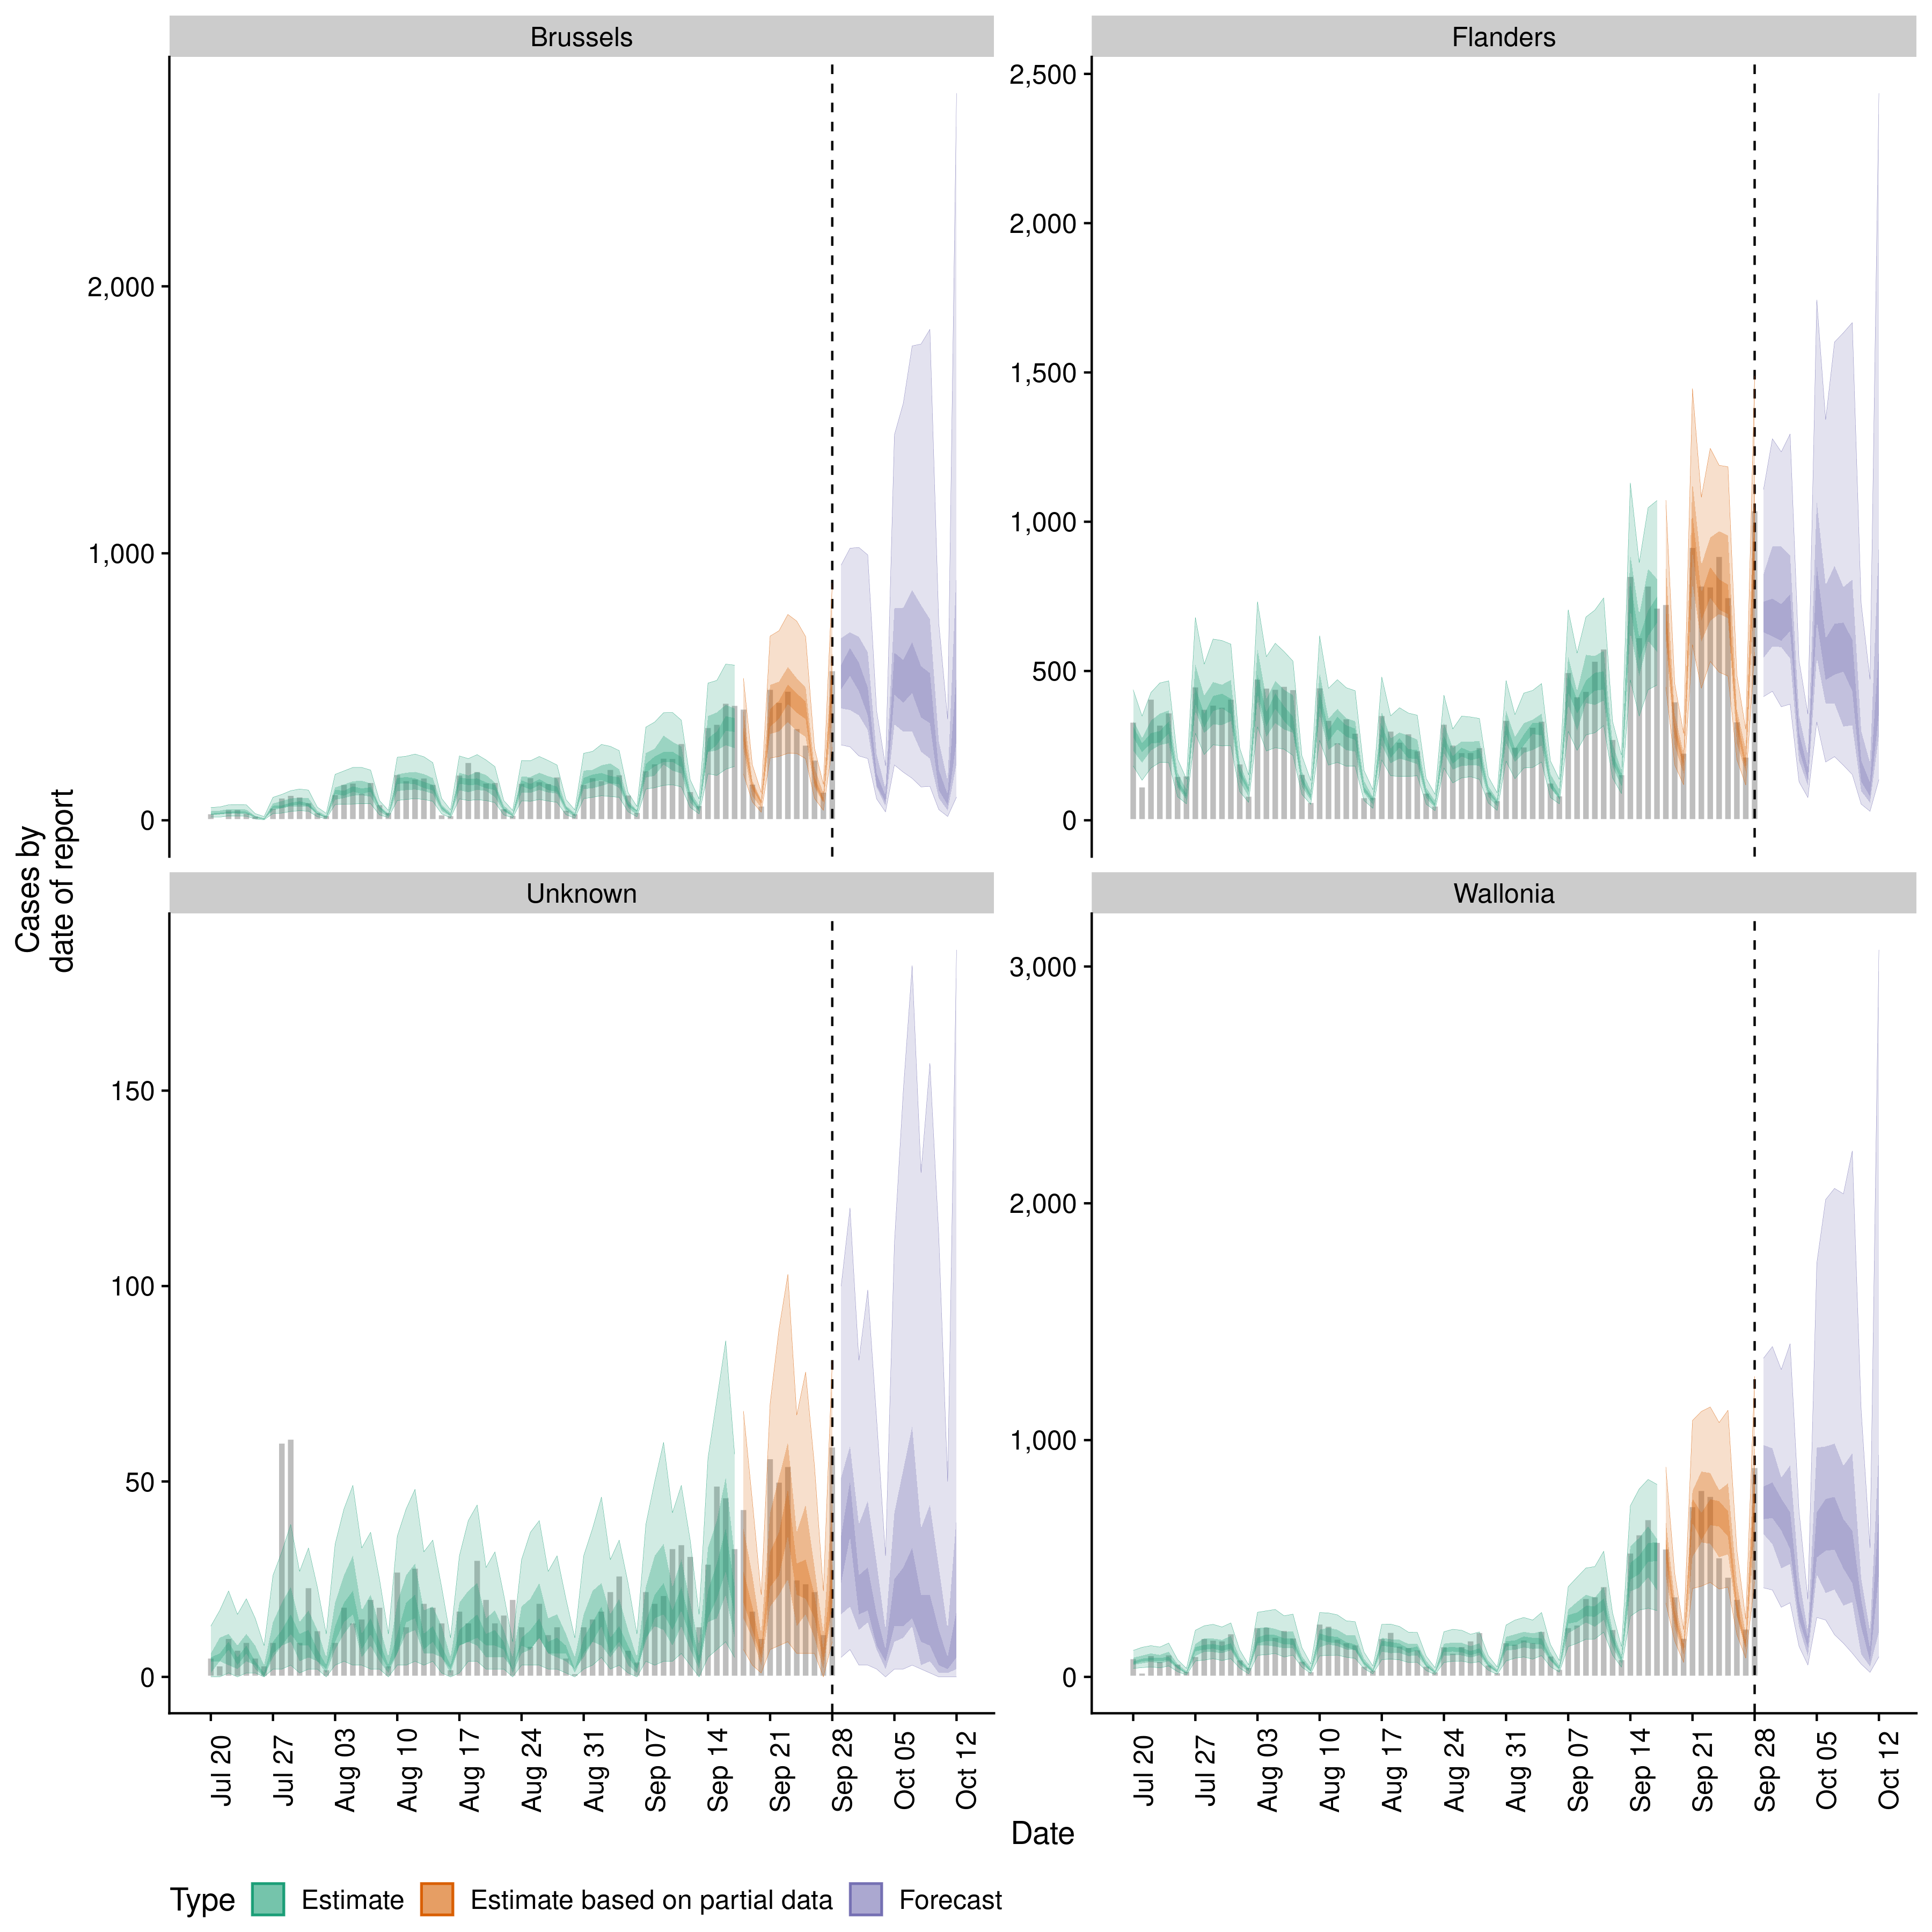 Brussels
Flanders
2,000
1,000
0
2,500
2,000
1,500
1,000
500
0
Cases by
date of report
Unknown
Wallonia
150
100
50
0
3,000
2,000
1,000
0
Jul 20
Jul 27
Aug 03
Aug 10
Aug 17
Aug 24
Aug 31
Sep 07
Sep 14
Sep 21
Sep 28
Oct 05
Oct 12
Jul 20
Jul 27
Aug 03
Aug 10
Aug 17
Aug 24
Aug 31
Sep 07
Sep 14
Sep 21
Sep 28
Oct 05
Oct 12
Date
Type Estimate Estimate based on partial data Forecast